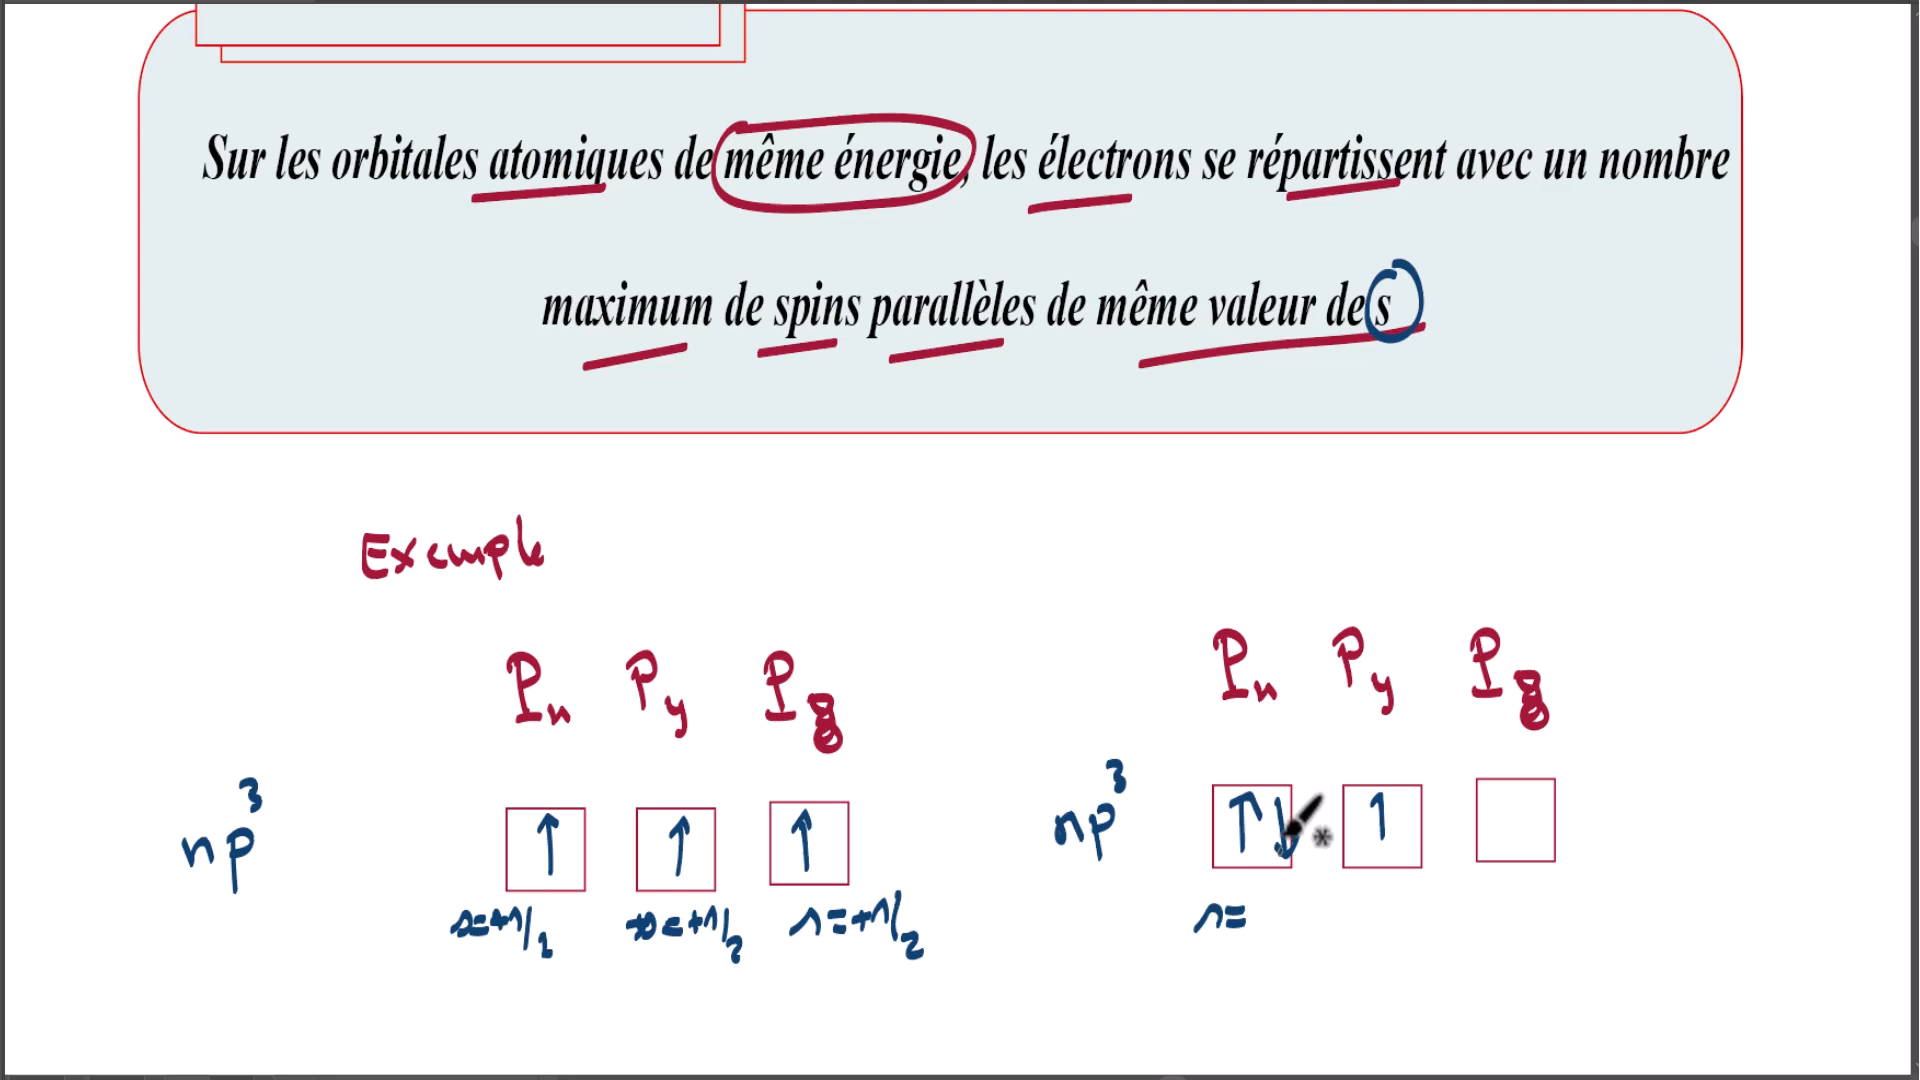 Sur les orbitales atomiques de même énergie, les électrons se répartissent avec un nombre
maximum de spins parallèles de même valeur de s
Exemple
Px Py Pz
Px Py Pz
np³ ↑ ↑ ↑
np³ ↑↓ 1
s=+1/2 s=+1/2 s=+1/2
s=